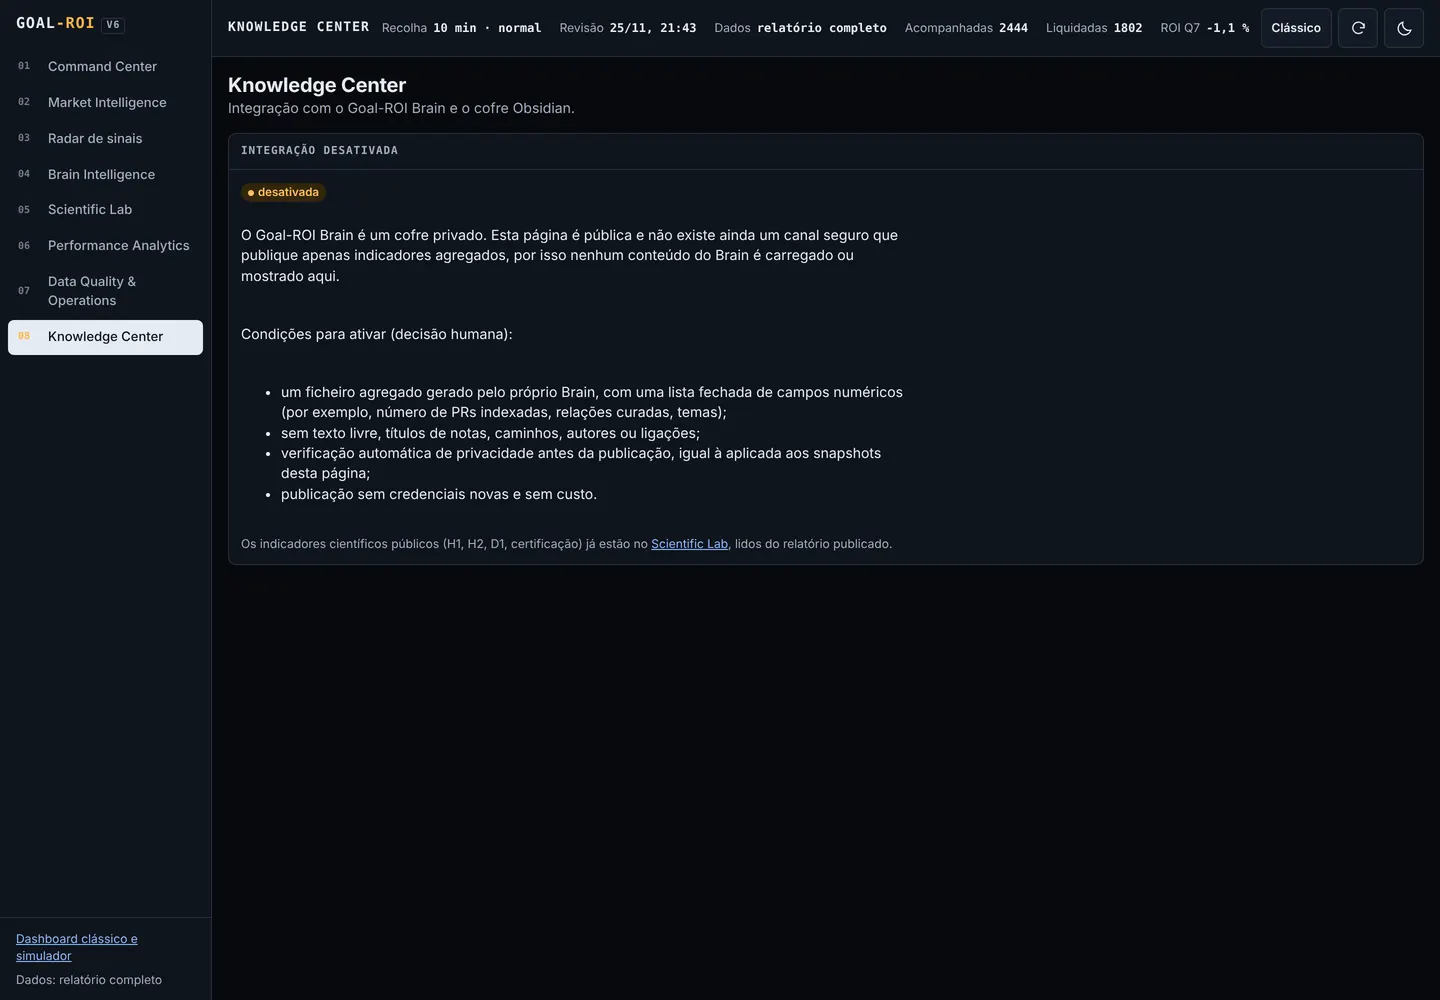 GOAL-ROI V6
01 Command Center
02 Market Intelligence
03 Radar de sinais
04 Brain Intelligence
05 Scientific Lab
06 Performance Analytics
07 Data Quality &
Operations
08 Knowledge Center
Dashboard clássico e
simulador
Dados: relatório completo
KNOWLEDGE CENTER Recolha 10 min · normal Revisão 25/11, 21:43 Dados relatório completo Acompanhadas 2444 Liquidadas 1802 ROI Q7 -1,1 % Clássico
Knowledge Center
Integração com o Goal-ROI Brain e o cofre Obsidian.
INTEGRAÇÃO DESATIVADA
desativada
O Goal-ROI Brain é um cofre privado. Esta página é pública e não existe ainda um canal seguro que
publique apenas indicadores agregados, por isso nenhum conteúdo do Brain é carregado ou
mostrado aqui.
Condições para ativar (decisão humana):
• um ficheiro agregado gerado pelo próprio Brain, com uma lista fechada de campos numéricos
(por exemplo, número de PRs indexadas, relações curadas, temas);
• sem texto livre, títulos de notas, caminhos, autores ou ligações;
• verificação automática de privacidade antes da publicação, igual à aplicada aos snapshots
desta página;
• publicação sem credenciais novas e sem custo.
Os indicadores científicos públicos (H1, H2, D1, certificação) já estão no Scientific Lab, lidos do relatório publicado.